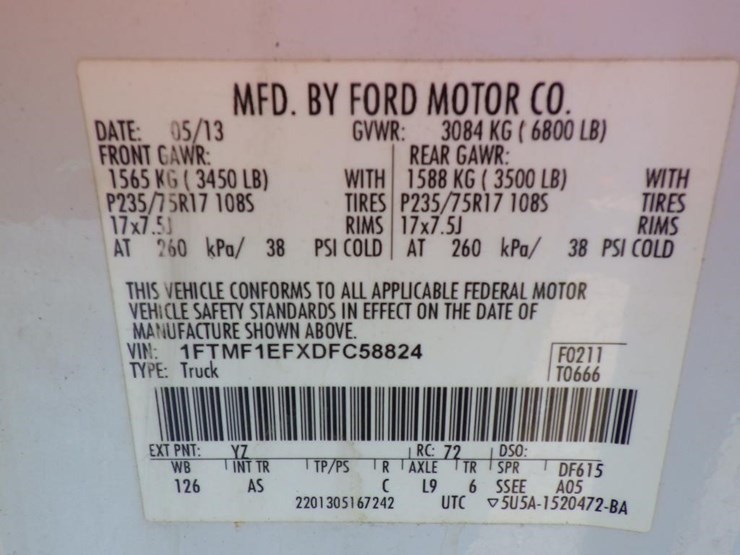 MFD. BY FORD MOTOR CO.
DATE: 05/13 GVWR: 3084 KG ( 6800 LB)
FRONT GAWR: REAR GAWR:
1565 KG ( 3450 LB) WITH 1588 KG ( 3500 LB) WITH
P235/75R17 108S TIRES P235/75R17 108S TIRES
17x7.5J RIMS 17x7.5J RIMS
AT 260 kPa/ 38 PSI COLD AT 260 kPa/ 38 PSI COLD
THIS VEHICLE CONFORMS TO ALL APPLICABLE FEDERAL MOTOR
VEHICLE SAFETY STANDARDS IN EFFECT ON THE DATE OF
MANUFACTURE SHOWN ABOVE.
VIN: 1FTMF1EFXDFC58824 F0211
TYPE: Truck T0666
EXT PNT: YZ RC: 72 DSO:
WB INT TR TP/PS R AXLE TR SPR DF615
126 AS C L9 6 SSEE A05
2201305167242 UTC ▽5U5A-1520472-BA